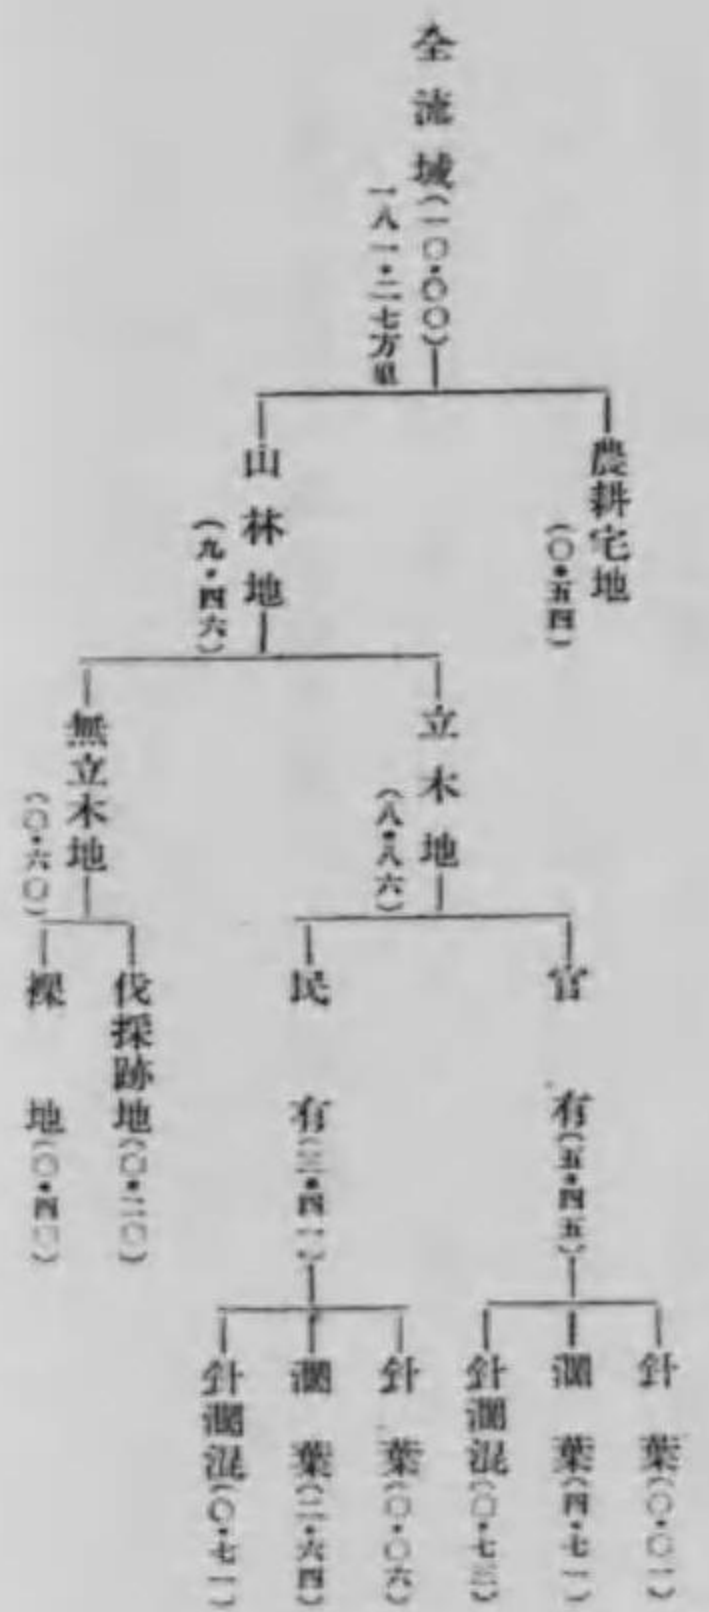 全流域(一〇・〇〇)
一八一・二七方里
農耕宅地
(〇・五四)
山林地
(九・四六)
立木地
(八・八六)
無立木地
(〇・六〇)
官有(五・四五)
民有(三・四一)
伐採跡地(〇・二〇)
裸地(〇・四〇)
針葉(〇・〇一)
濶葉(四・七一)
針濶混(〇・七三)
針葉(〇・〇六)
濶葉(二・六四)
針濶混(〇・七一)